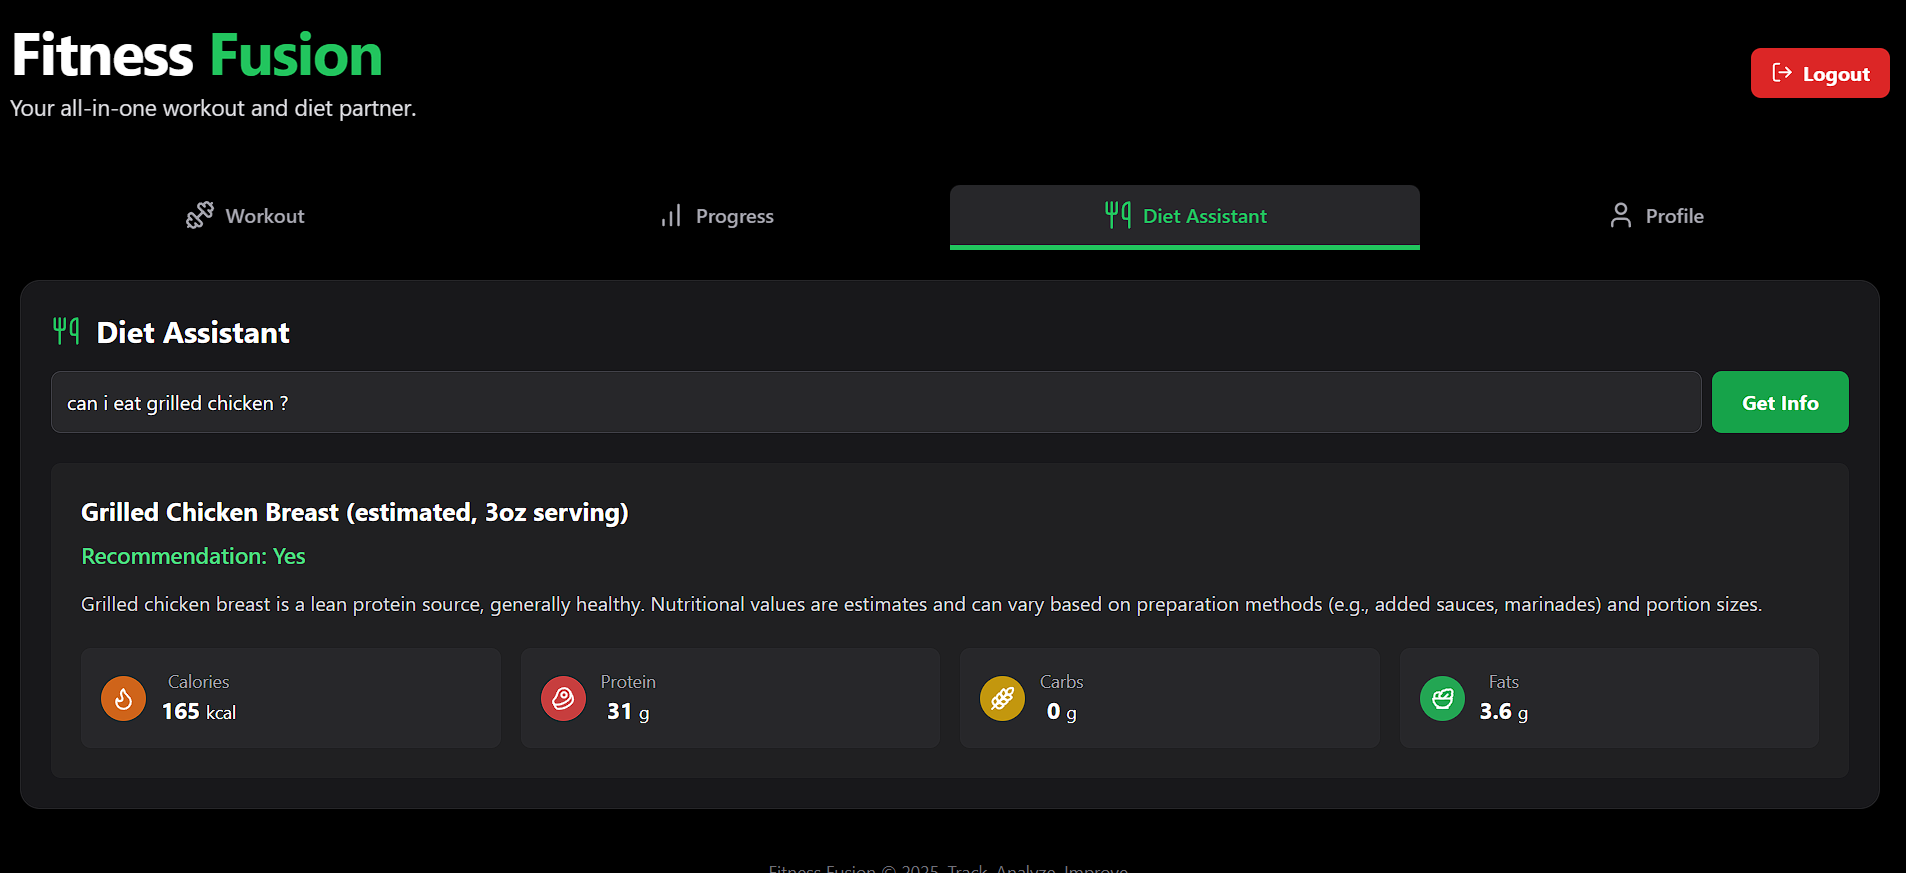 Fitness Fusion
Your all-in-one workout and diet partner.
Logout
Workout
Progress
Diet Assistant
Profile
Diet Assistant
can i eat grilled chicken ?
Get Info
Grilled Chicken Breast (estimated, 3oz serving)
Recommendation: Yes
Grilled chicken breast is a lean protein source, generally healthy. Nutritional values are estimates and can vary based on preparation methods (e.g., added sauces, marinades) and portion sizes.
Calories
165 kcal
Protein
31 g
Carbs
0 g
Fats
3.6 g
Fitness Fusion © 2025. Track. Analyze. Improve.